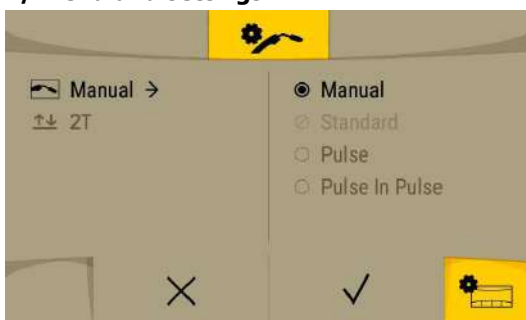 Manual →
2T
Manual
Standard
Pulse
Pulse In Pulse